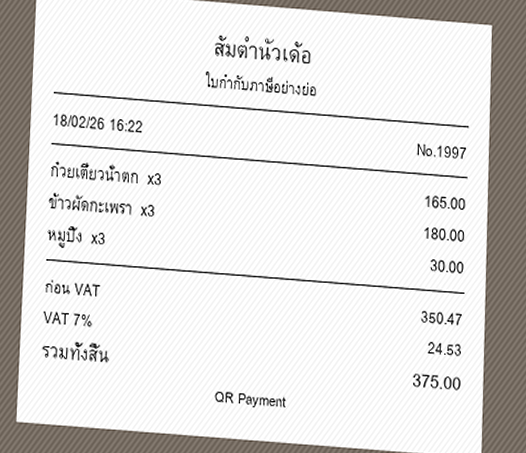 ส้มตำนัวเด้อ
ใบกำกับภาษีอย่างย่อ
18/02/26 16:22 No.1997
ก๋วยเตี๋ยวน้ำตก x3 165.00
ข้าวผัดกะเพรา x3 180.00
หมูปิ้ง x3 30.00
ก่อน VAT 350.47
VAT 7% 24.53
รวมทั้งสิ้น 375.00
QR Payment